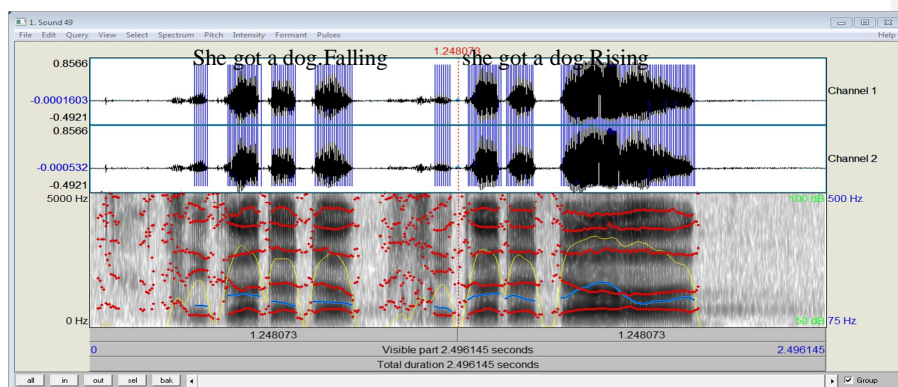 1. Sound 49
File Edit Query View Select Spectrum Pitch Intensity Formant Pulses Help
She got a dog.Falling she got a dog.Rising
1.248073
0.8566
-0.0001603
-0.4921
Channel 1
0.8566
-0.000532
-0.4921
Channel 2
5000 Hz 100 dB 500 Hz
0 Hz 50 dB 75 Hz
1.248073 1.248073
0 Visible part 2.496145 seconds 2.496145
Total duration 2.496145 seconds
all in out sel bak Group